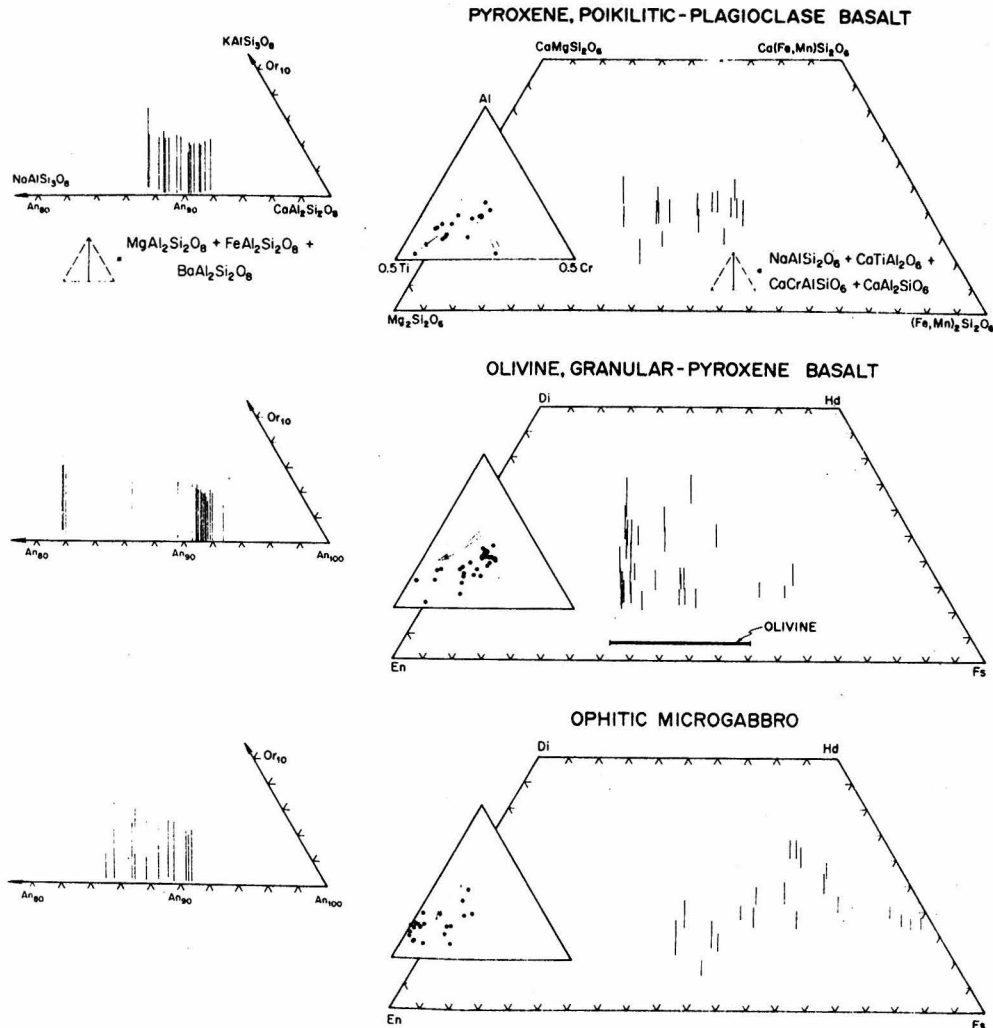 PYROXENE, POIKILITIC-PLAGIOCLASE BASALT
KAlSi₃O₈
Or₁₀
NaAlSi₃O₈
An₈₀
An₉₀
CaAl₂Si₂O₈
MgAl₂Si₂O₈ + FeAl₂Si₂O₈ +
BaAl₂Si₂O₈
CaMgSi₂O₆
Ca(Fe,Mn)Si₂O₆
Al
0.5 Ti
0.5 Cr
NaAlSi₂O₆ + CaTiAl₂O₆ +
CaCrAlSiO₆ + CaAl₂SiO₆
Mg₂Si₂O₆
(Fe,Mn)₂Si₂O₆
OLIVINE, GRANULAR-PYROXENE BASALT
Or₁₀
An₈₀
An₉₀
An₁₀₀
Di
Hd
OLIVINE
En
Fs
OPHITIC MICROGABBRO
Or₁₀
An₈₀
An₉₀
An₁₀₀
Di
Hd
En
Fs